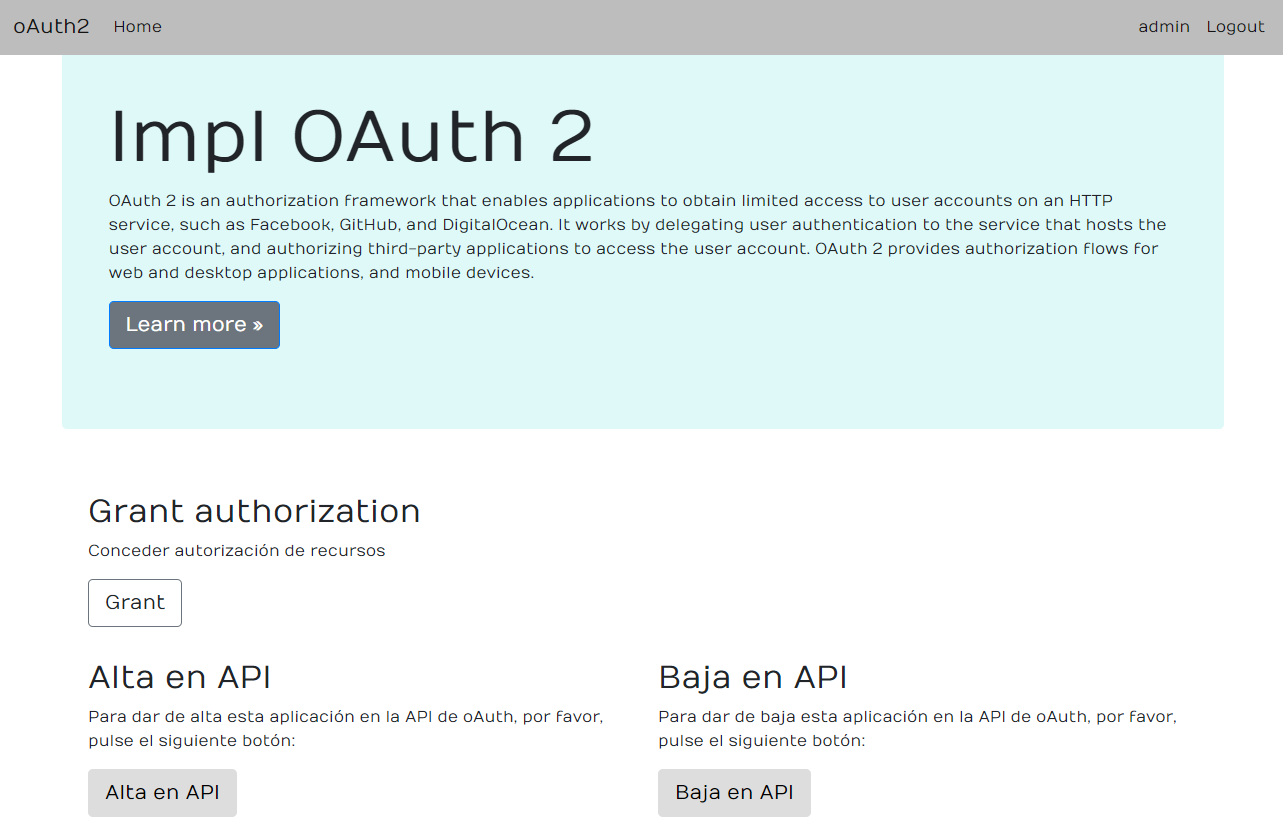 oAuth2 Home admin Logout
Impl OAuth 2
OAuth 2 is an authorization framework that enables applications to obtain limited access to user accounts on an HTTP
service, such as Facebook, GitHub, and DigitalOcean. It works by delegating user authentication to the service that hosts the
user account, and authorizing third-party applications to access the user account. OAuth 2 provides authorization flows for
web and desktop applications, and mobile devices.
Learn more »
Grant authorization
Conceder autorización de recursos
Grant
Alta en API
Para dar de alta esta aplicación en la API de oAuth, por favor,
pulse el siguiente botón:
Alta en API
Baja en API
Para dar de baja esta aplicación en la API de oAuth, por favor,
pulse el siguiente botón:
Baja en API